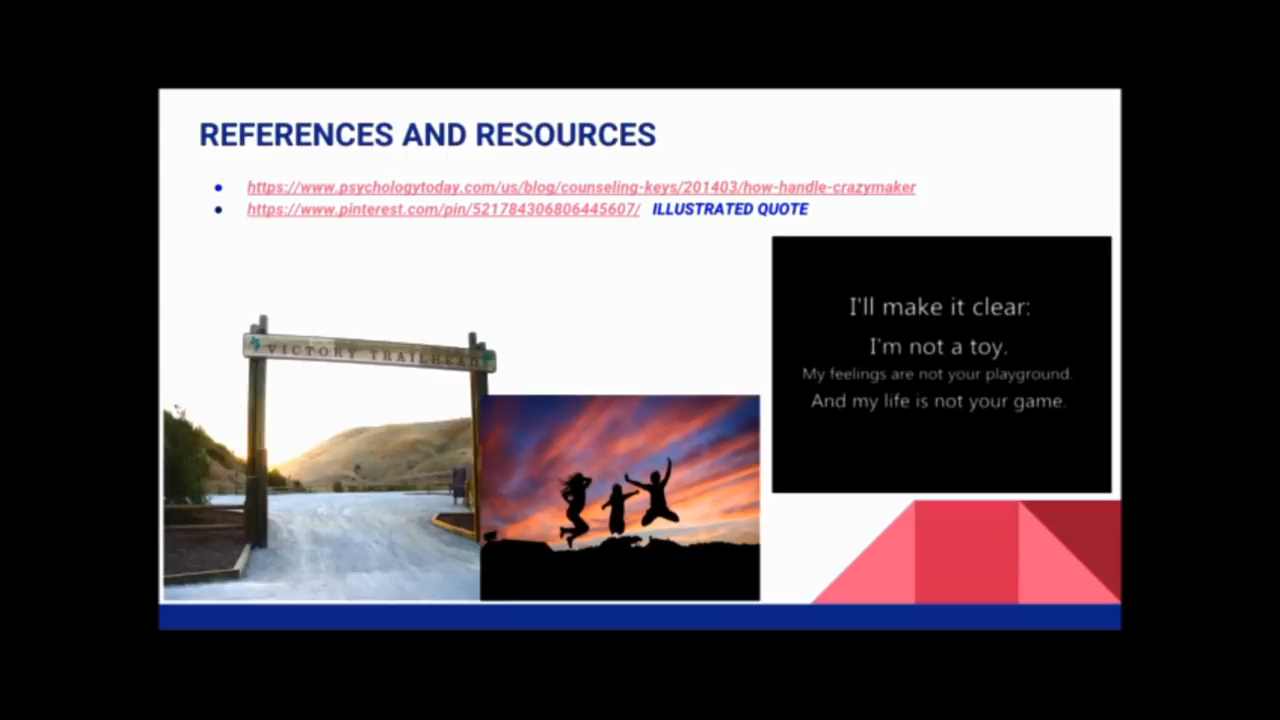 REFERENCES AND RESOURCES
https://www.psychologytoday.com/us/blog/counseling-keys/201403/how-handle-crazymaker
https://www.pinterest.com/pin/521784306806445607/ ILLUSTRATED QUOTE
I'll make it clear:
I'm not a toy.
My feelings are not your playground.
And my life is not your game.
VICTORY TRAILHEAD